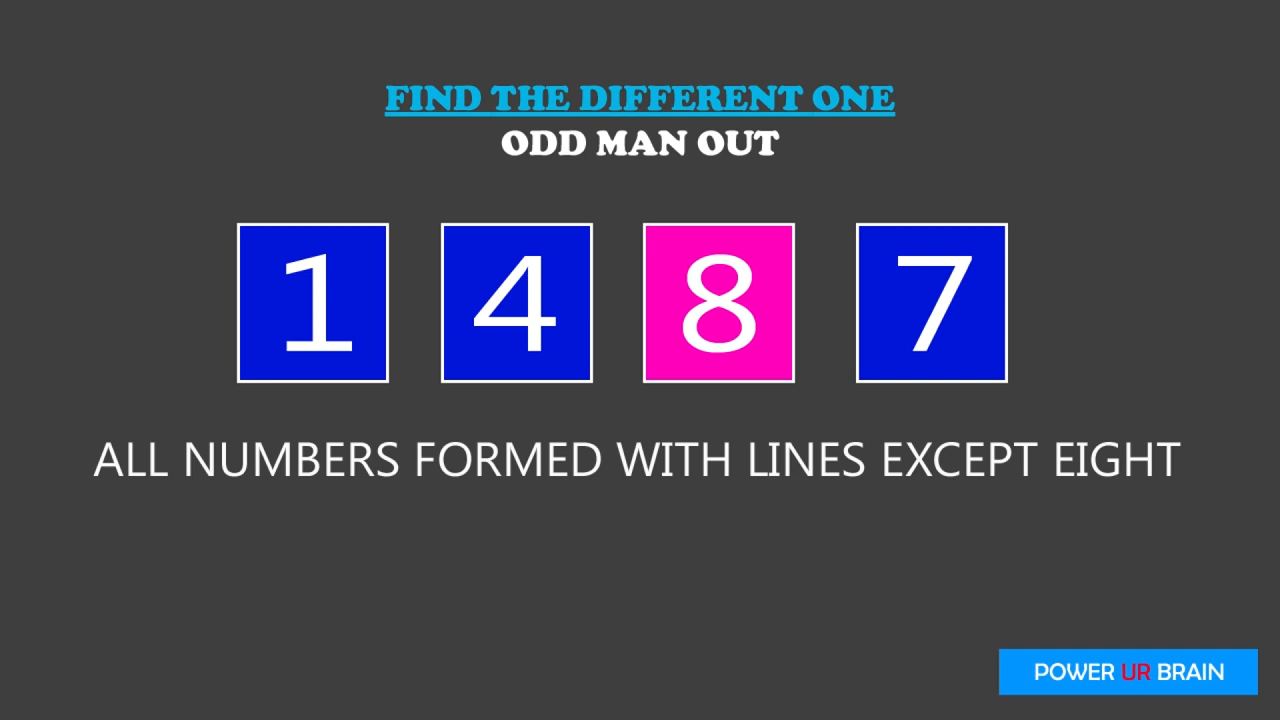 FIND THE DIFFERENT ONE
ODD MAN OUT
1 4 8 7
ALL NUMBERS FORMED WITH LINES EXCEPT EIGHT
POWER UR BRAIN